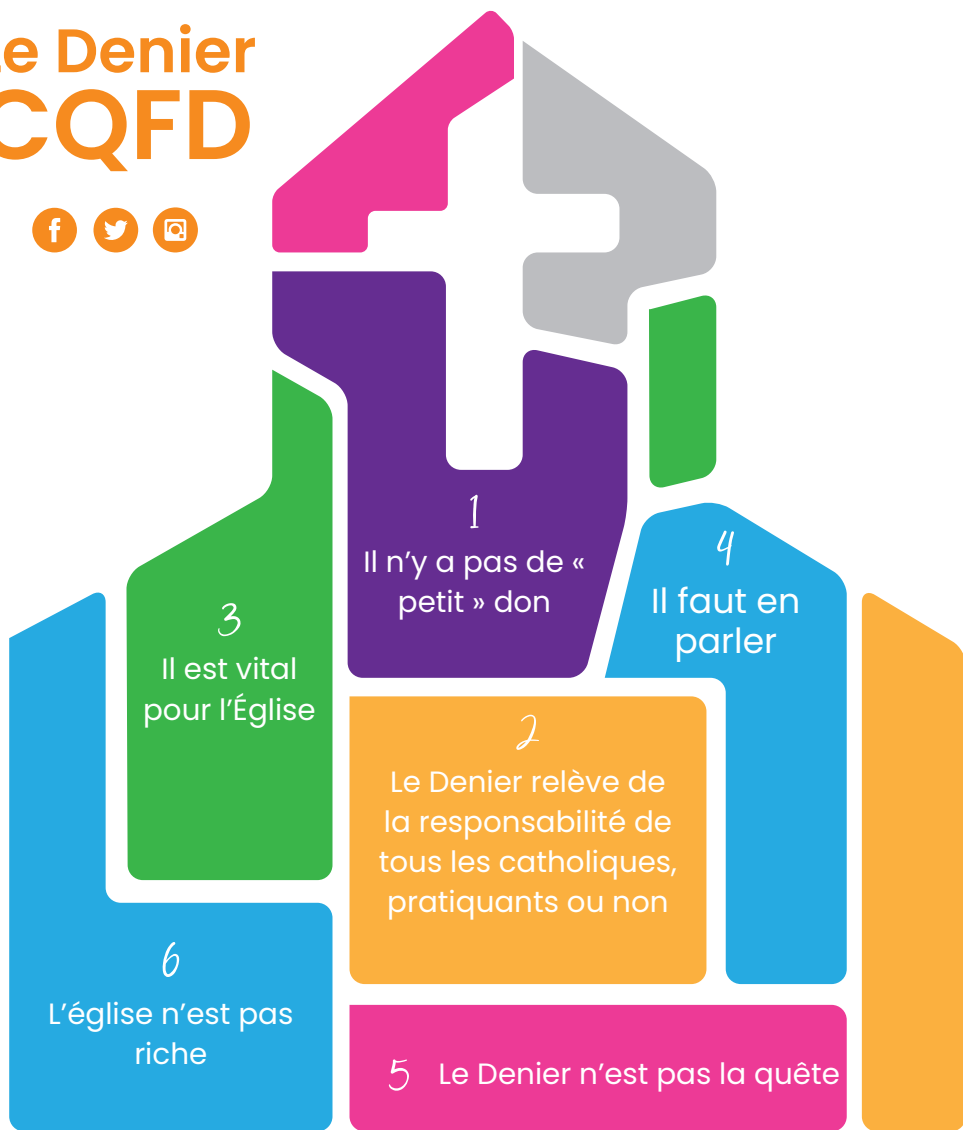 e Denier
CQFD
1
Il n'y a pas de «
petit » don
4
Il faut en
parler
3
Il est vital
pour l'Église
2
Le Denier relève de
la responsabilité de
tous les catholiques,
pratiquants ou non
6
L'église n'est pas
riche
5 Le Denier n'est pas la quête